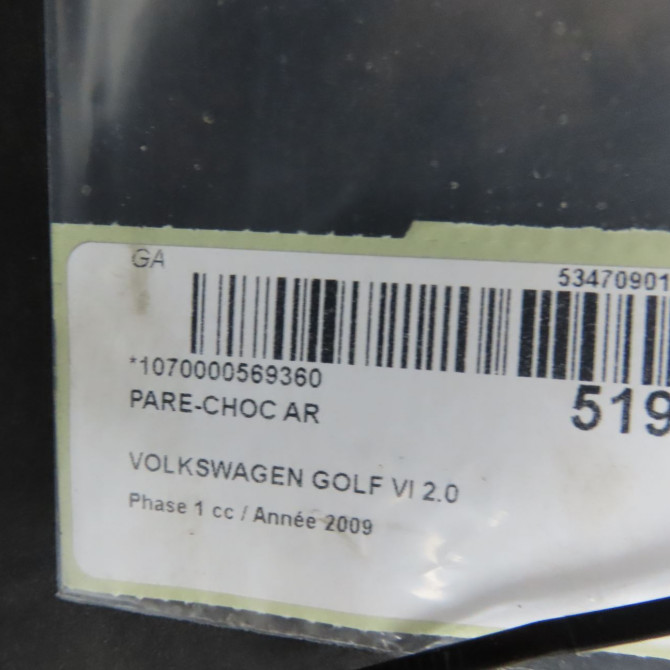 GA
53470901
*1070000569360
519
PARE-CHOC AR
VOLKSWAGEN GOLF VI 2.0
Phase 1 cc / Année 2009